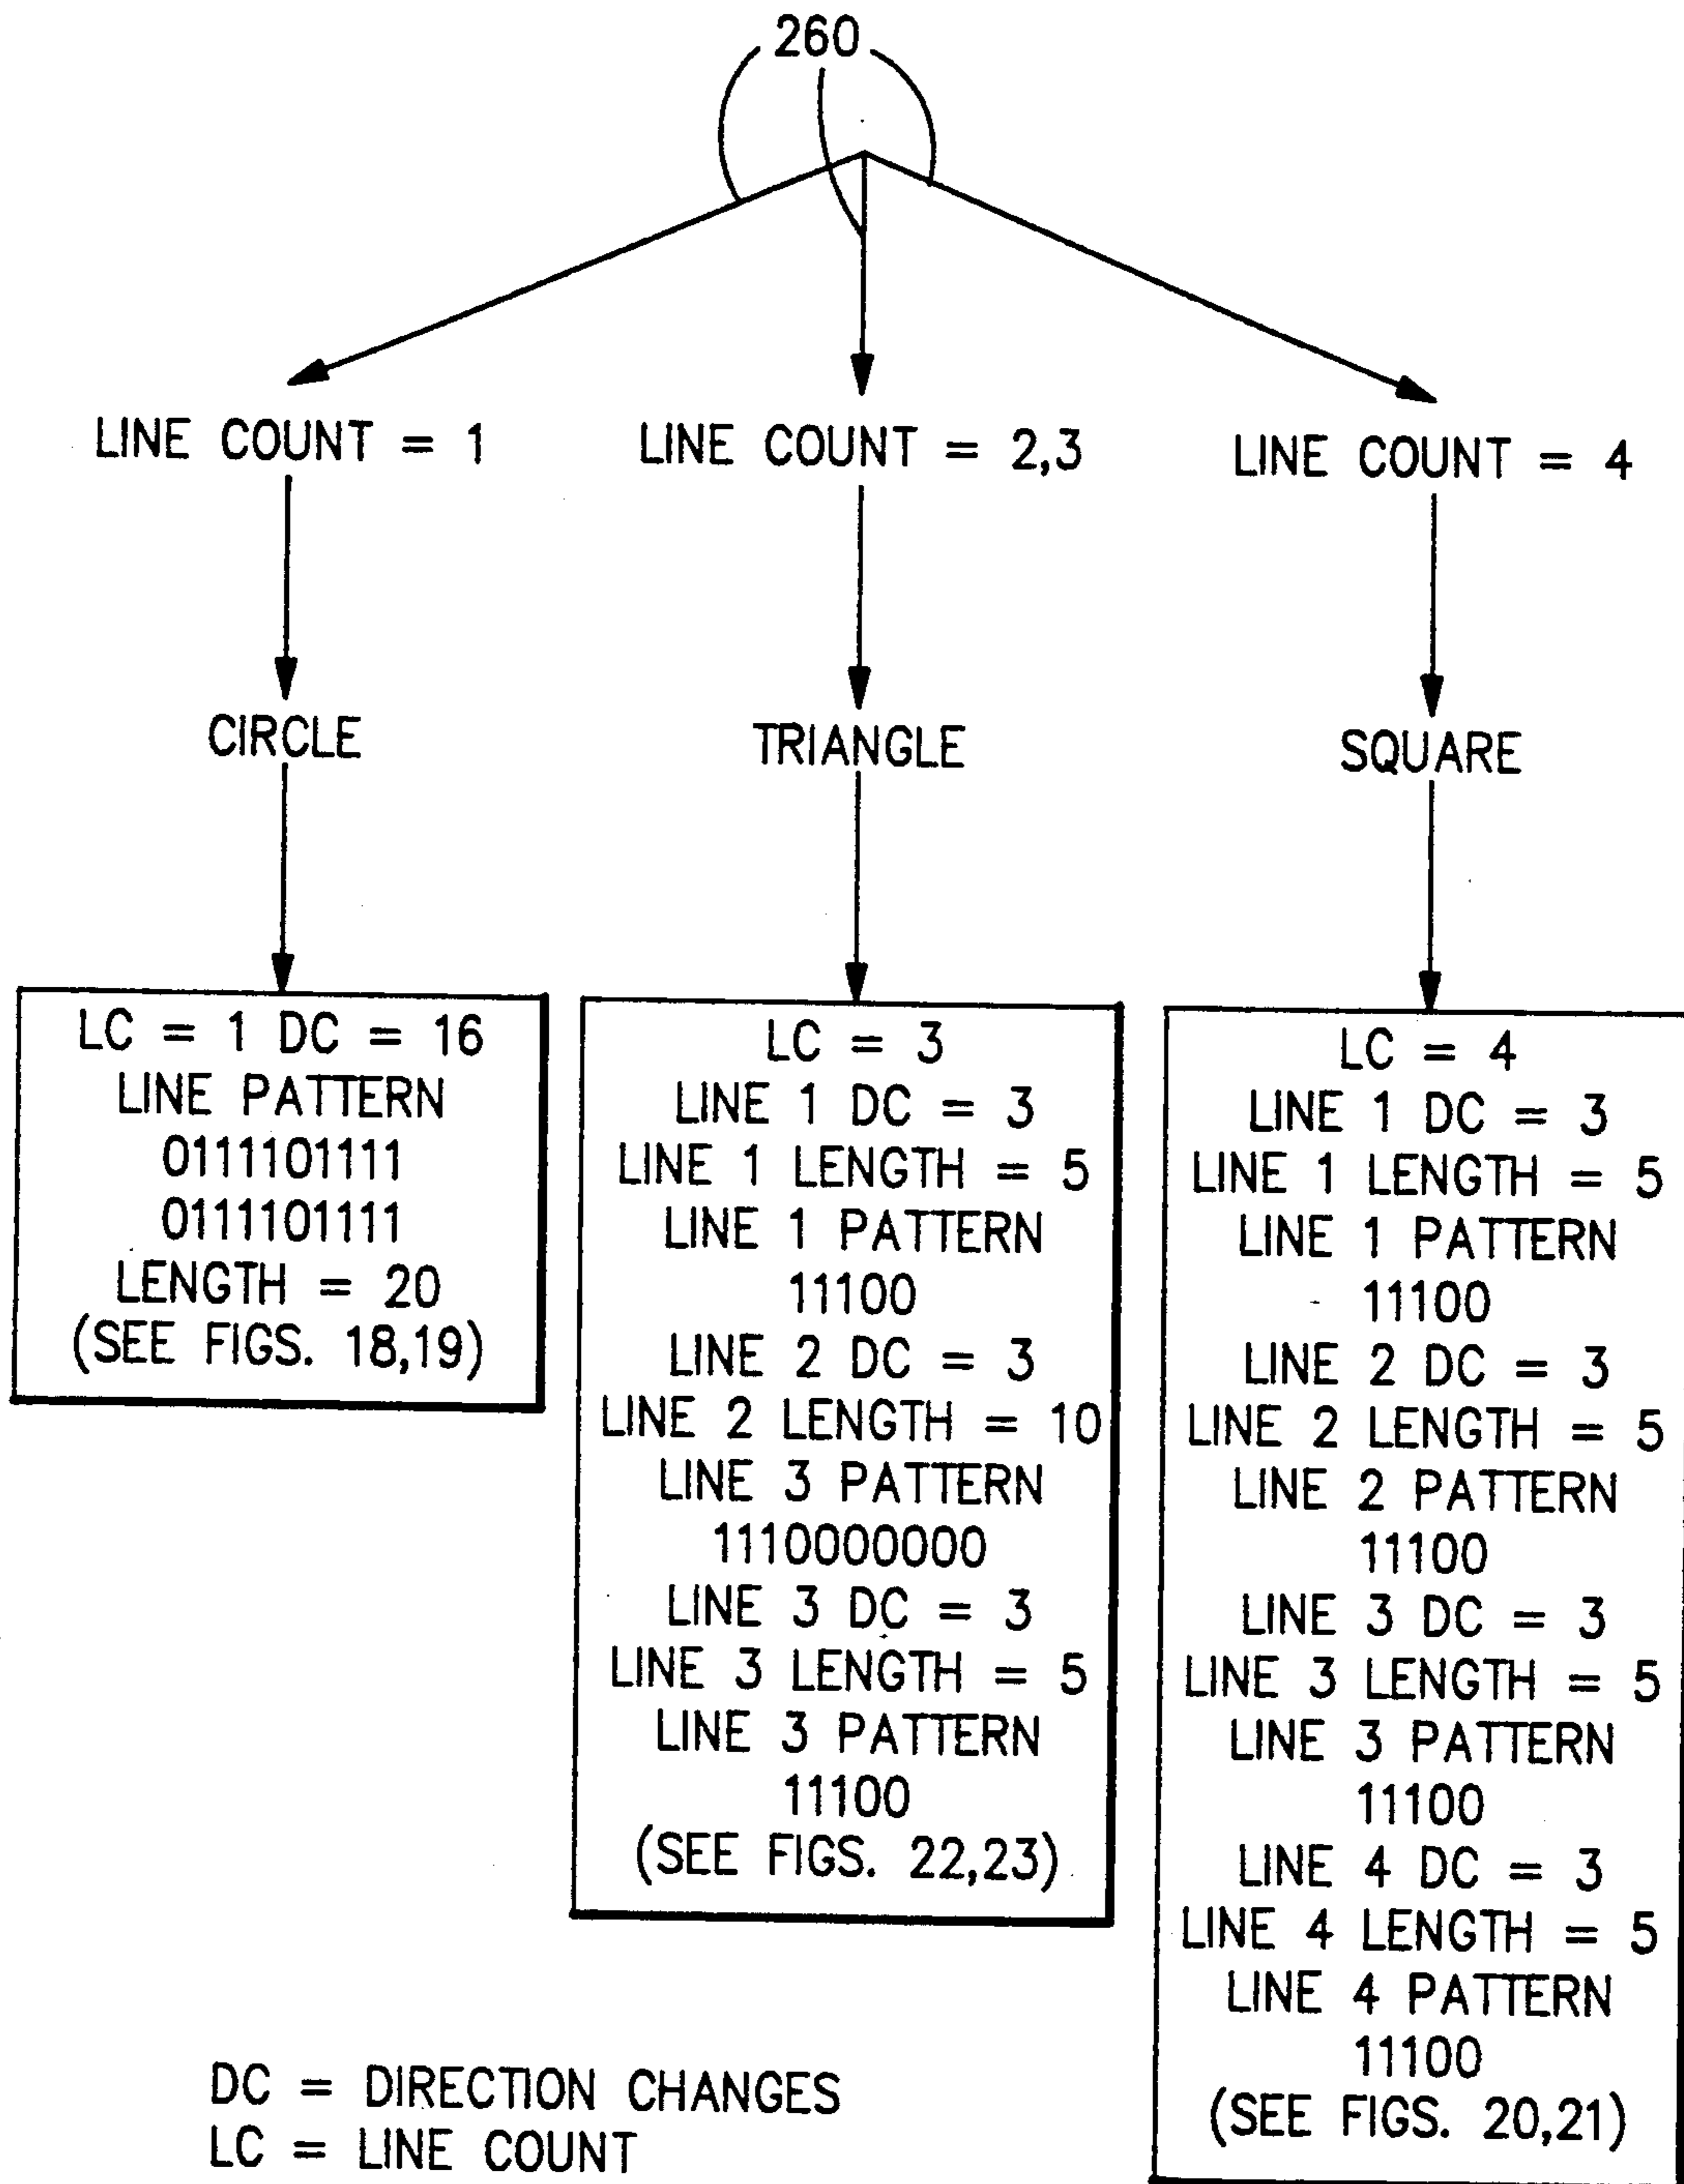 260
LINE COUNT = 1
LINE COUNT = 2,3
LINE COUNT = 4
CIRCLE
TRIANGLE
SQUARE
LC = 1 DC = 16
LINE PATTERN
0111101111
0111101111
LENGTH = 20
(SEE FIGS. 18,19)
LC = 3
LINE 1 DC = 3
LINE 1 LENGTH = 5
LINE 1 PATTERN
11100
LINE 2 DC = 3
LINE 2 LENGTH = 10
LINE 3 PATTERN
1110000000
LINE 3 DC = 3
LINE 3 LENGTH = 5
LINE 3 PATTERN
11100
(SEE FIGS. 22,23)
LC = 4
LINE 1 DC = 3
LINE 1 LENGTH = 5
LINE 1 PATTERN
11100
LINE 2 DC = 3
LINE 2 LENGTH = 5
LINE 2 PATTERN
11100
LINE 3 DC = 3
LINE 3 LENGTH = 5
LINE 3 PATTERN
11100
LINE 4 DC = 3
LINE 4 LENGTH = 5
LINE 4 PATTERN
11100
(SEE FIGS. 20,21)
DC = DIRECTION CHANGES
LC = LINE COUNT